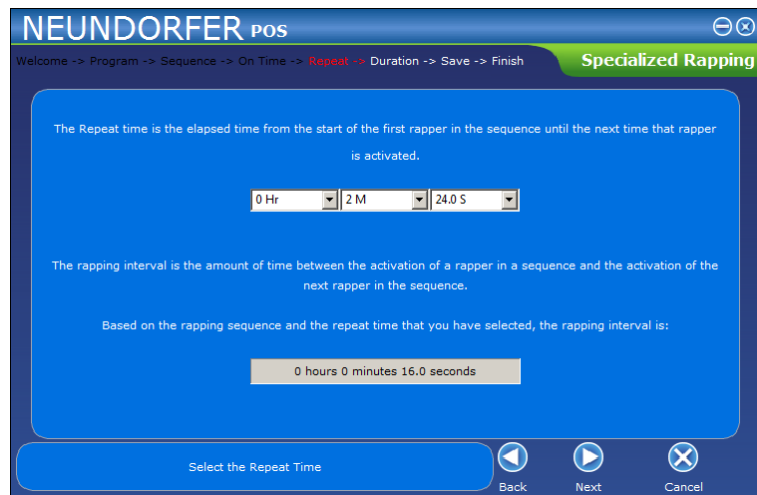 NEUNDORFER POS
Welcome -> Program -> Sequence -> On Time -> Repeat -> Duration -> Save -> Finish
Specialized Rapping
The Repeat time is the elapsed time from the start of the first rapper in the sequence until the next time that rapper
is activated.
0 Hr 2 M 24.0 S
The rapping interval is the amount of time between the activation of a rapper in a sequence and the activation of the
next rapper in the sequence.
Based on the rapping sequence and the repeat time that you have selected, the rapping interval is:
0 hours 0 minutes 16.0 seconds
Select the Repeat Time
Back Next Cancel